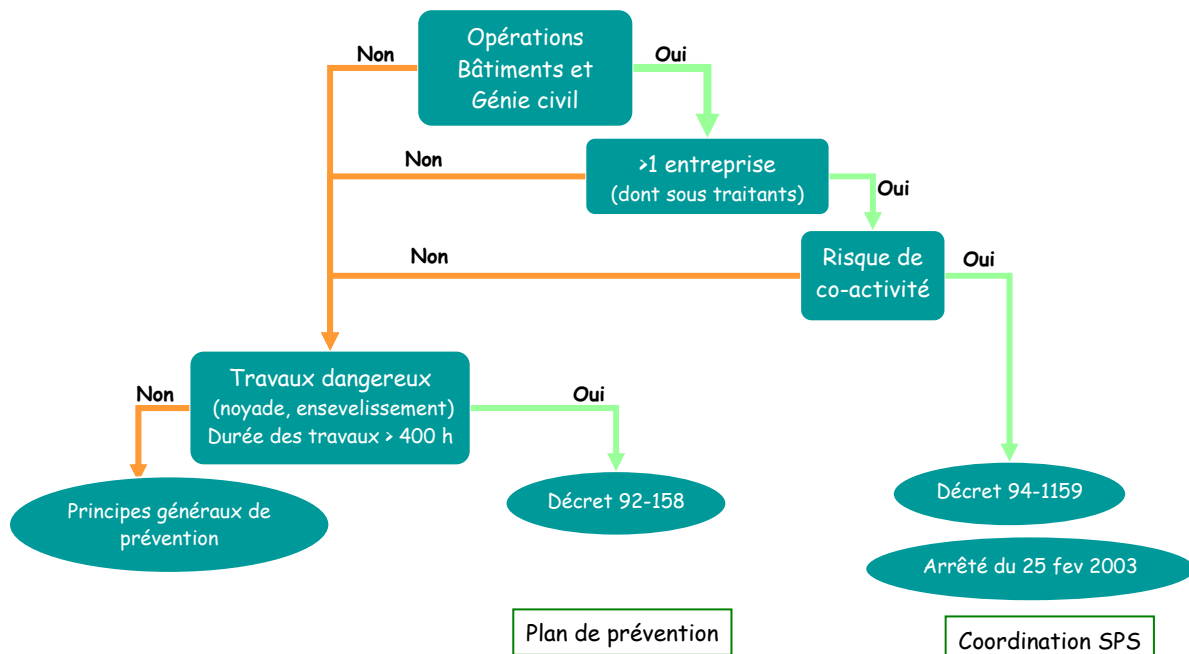 Opérations
Bâtiments et
Génie civil
Non
Oui
>1 entreprise
(dont sous traitants)
Non
Oui
Risque de
co-activité
Non
Oui
Travaux dangereux
(noyade, ensevelissement)
Durée des travaux > 400 h
Non
Oui
Principes généraux de
prévention
Décret 92-158
Décret 94-1159
Arrêté du 25 fev 2003
Plan de prévention
Coordination SPS